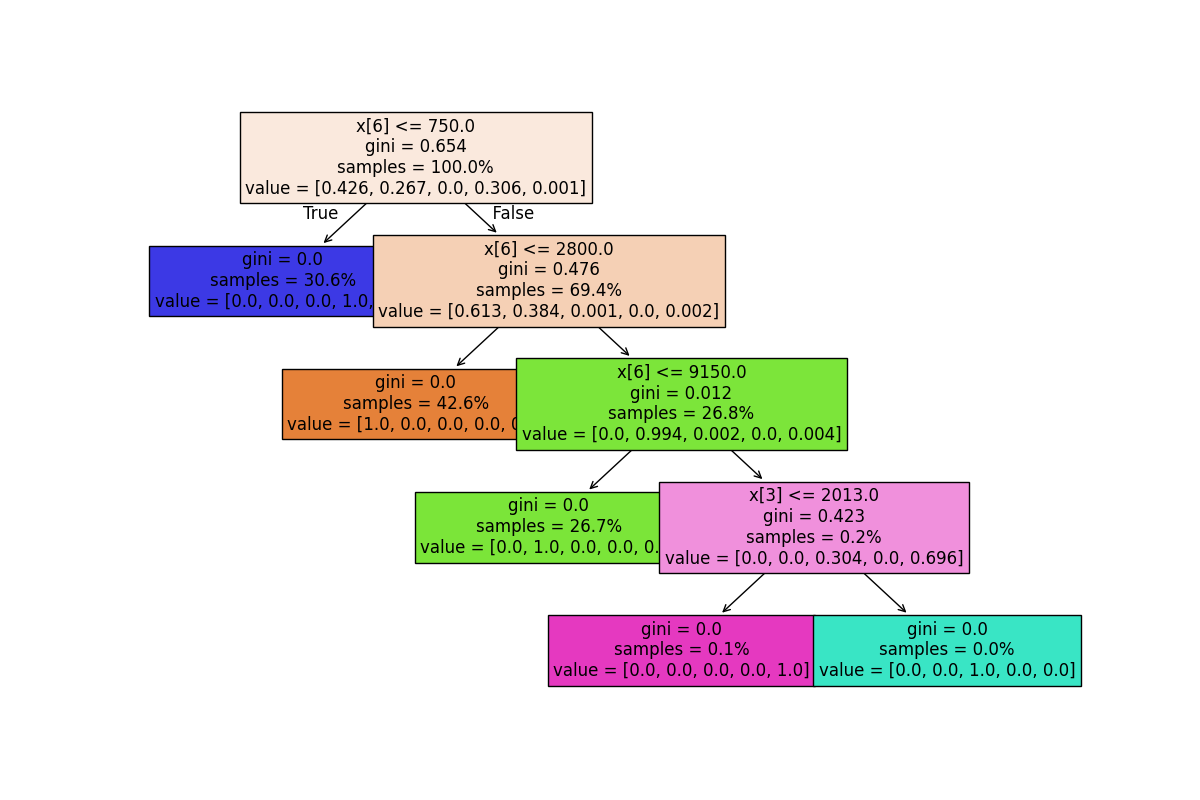 x[6] <= 750.0
gini = 0.654
samples = 100.0%
value = [0.426, 0.267, 0.0, 0.306, 0.001]
True
False
gini = 0.0
samples = 30.6%
value = [0.0, 0.0, 0.0, 1.0,
x[6] <= 2800.0
gini = 0.476
samples = 69.4%
value = [0.613, 0.384, 0.001, 0.0, 0.002]
gini = 0.0
samples = 42.6%
value = [1.0, 0.0, 0.0, 0.0,
x[6] <= 9150.0
gini = 0.012
samples = 26.8%
value = [0.0, 0.994, 0.002, 0.0, 0.004]
gini = 0.0
samples = 26.7%
value = [0.0, 1.0, 0.0, 0.0,
x[3] <= 2013.0
gini = 0.423
samples = 0.2%
value = [0.0, 0.0, 0.304, 0.0, 0.696]
gini = 0.0
samples = 0.1%
value = [0.0, 0.0, 0.0, 0.0, 1.0]
gini = 0.0
samples = 0.0%
value = [0.0, 0.0, 1.0, 0.0, 0.0]